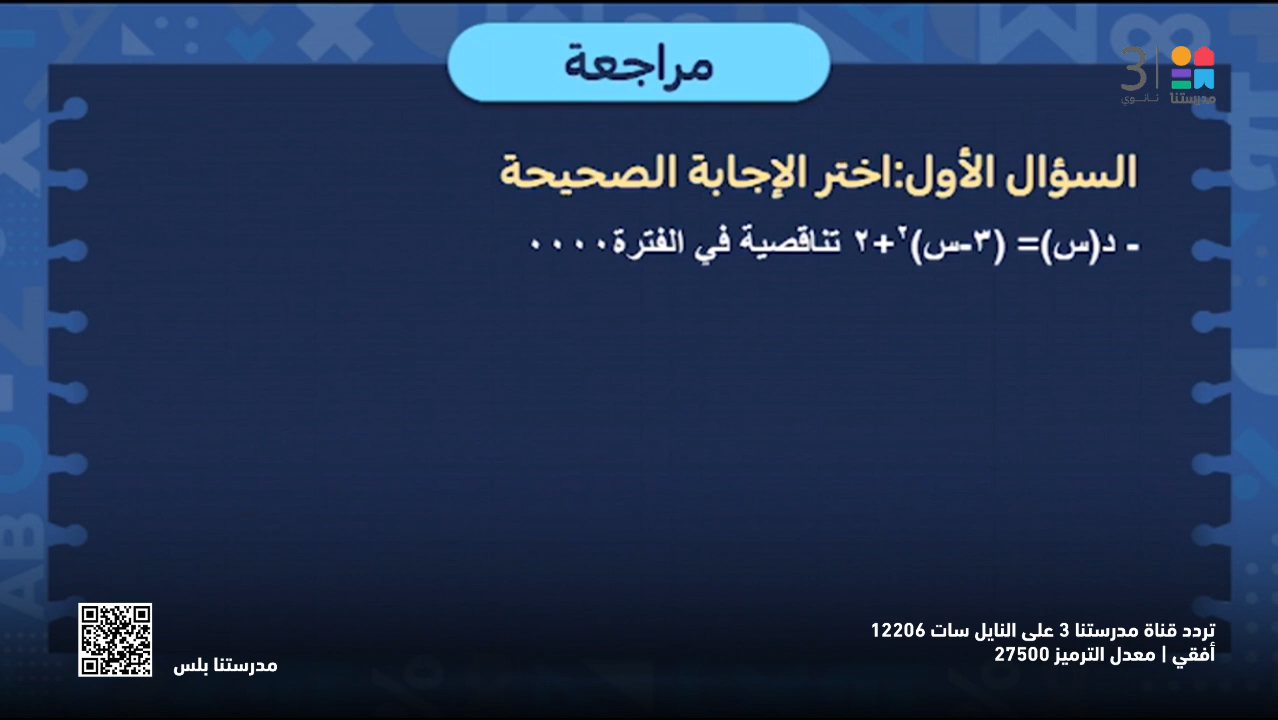 مراجعة
3 ثانوي
مدرستنا
السؤال الأول:اختر الإجابة الصحيحة
- د(س)= (٣-س)٢+٢ تناقصية في الفترة٠٠٠٠
تردد قناة مدرستنا 3 على النايل سات 12206
أفقي | معدل الترميز 27500
مدرستنا بلس